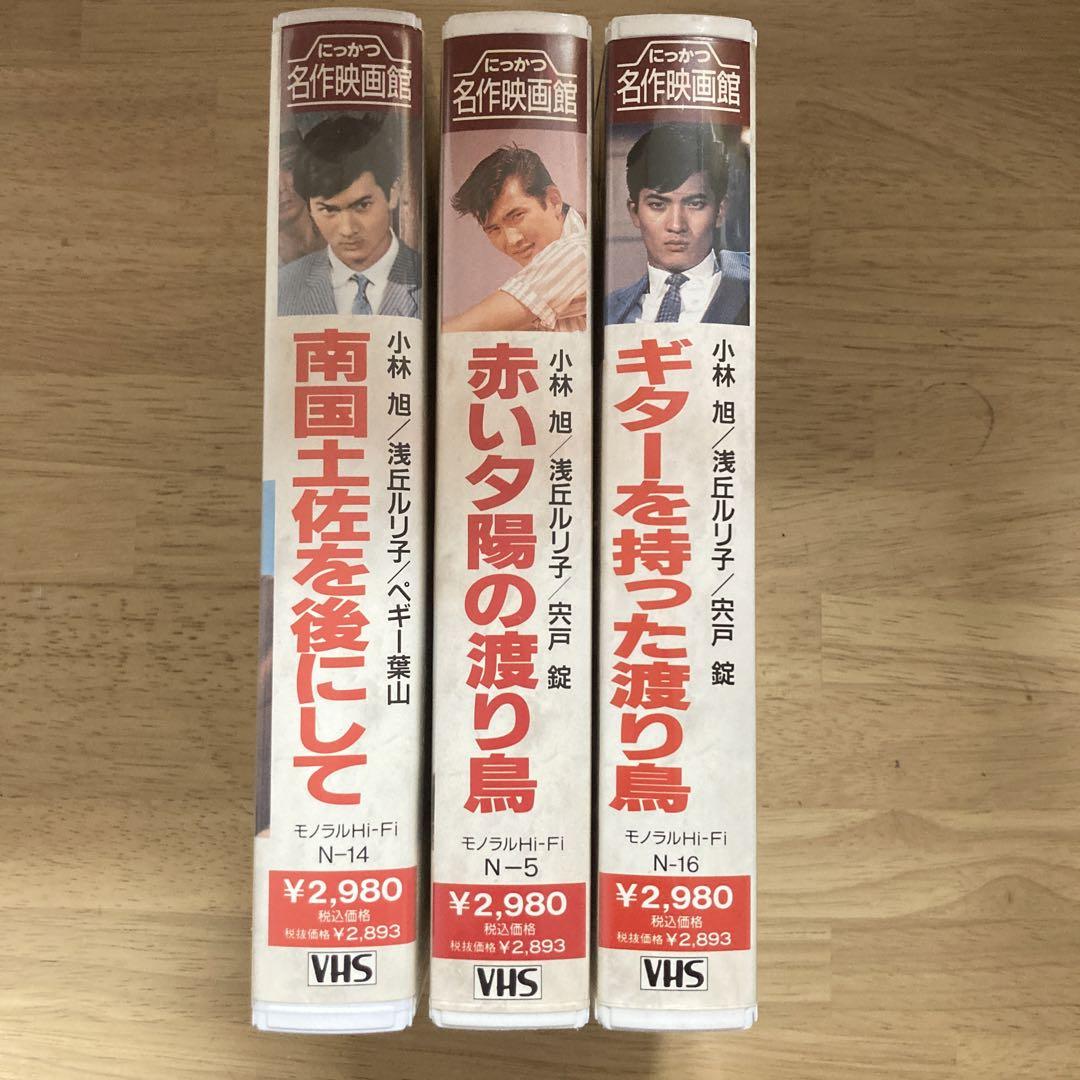 にっかつ
名作映画館
南国土佐を後にして
小林 旭/浅丘ルリ子/ペギー葉山
モノラルHi-Fi
N-14
¥2,980
税込価格
税抜価格¥2,893
VHS
にっかつ
名作映画館
赤い夕陽の渡り鳥
小林 旭/浅丘ルリ子/宍戸 錠
モノラルHi-Fi
N-5
¥2,980
税込価格
税抜価格¥2,893
VHS
にっかつ
名作映画館
ギターを持った渡り鳥
小林 旭/浅丘ルリ子/宍戸 錠
モノラルHi-Fi
N-16
¥2,980
税込価格
税抜価格¥2,893
VHS